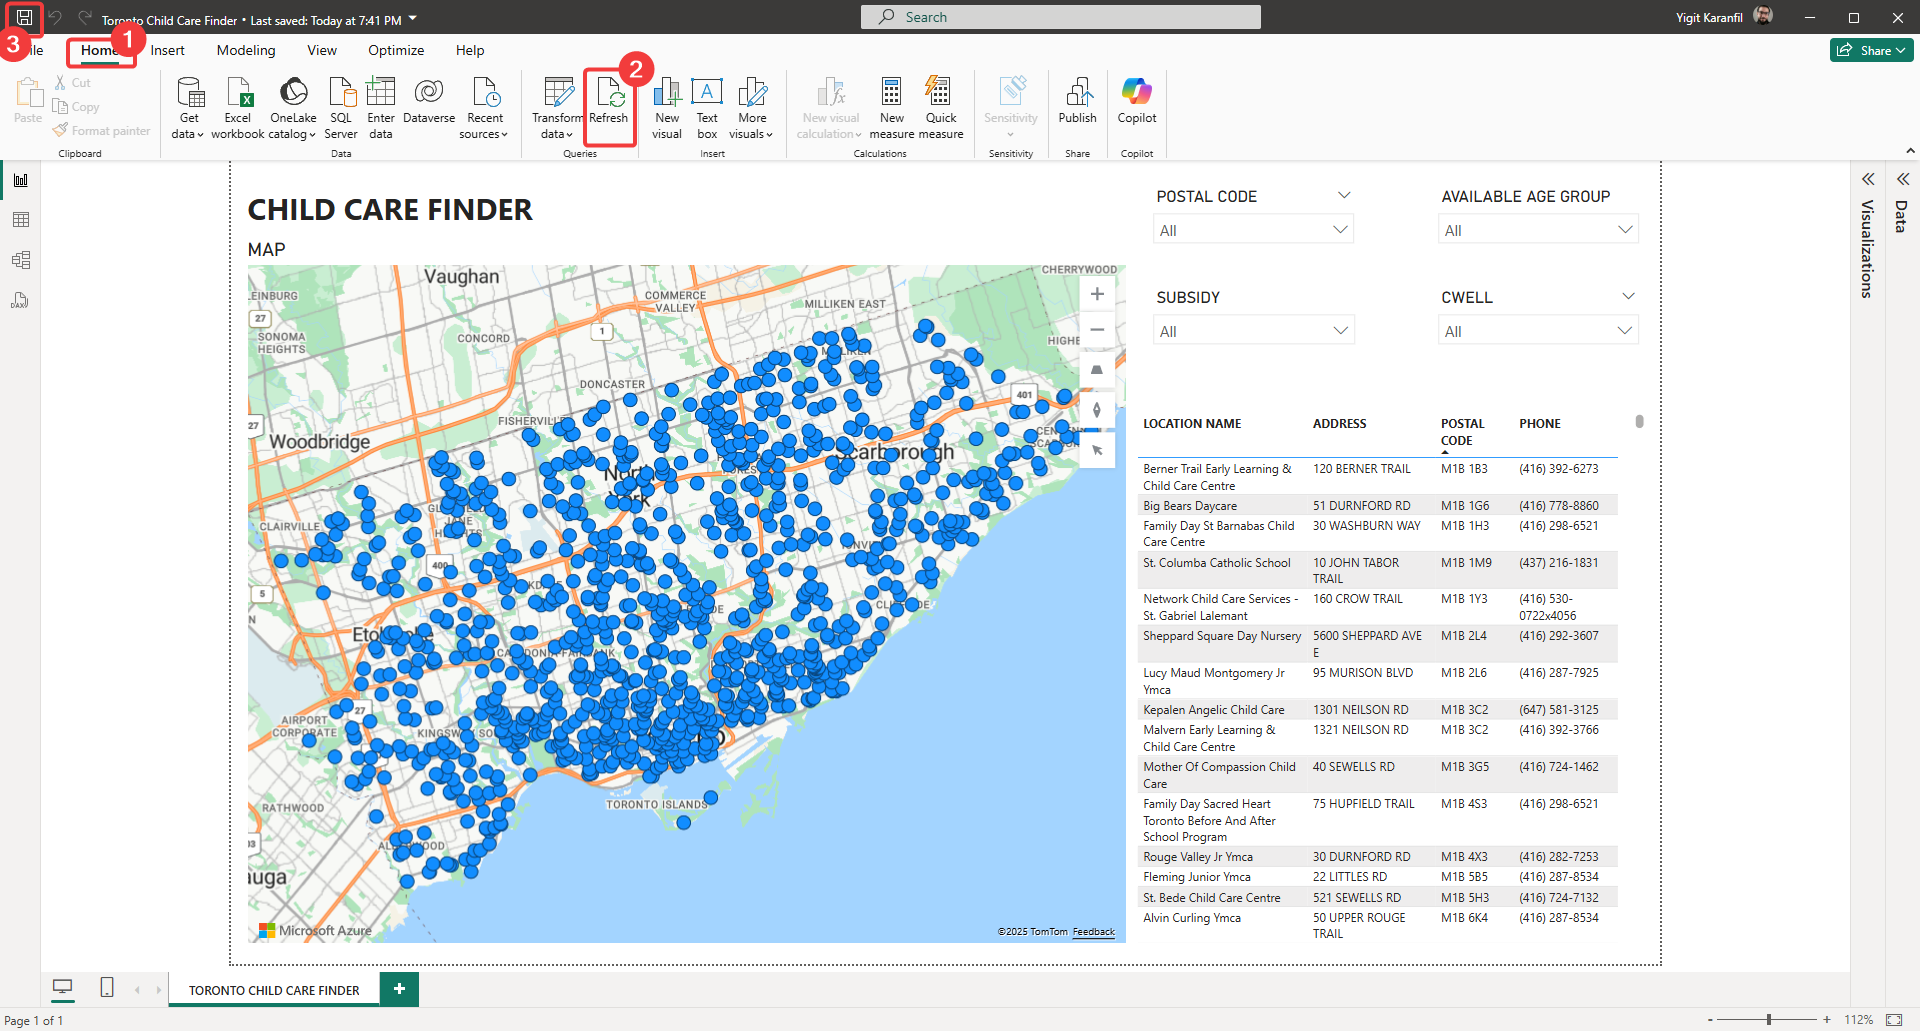 Toronto Child Care Finder • Last saved: Today at 7:41 PM
Search
Yigit Karanfil
3
1
Home
Insert
Modeling
View
Optimize
Help
Share
2
Paste
Cut
Copy
Format painter
Clipboard
Get data
Excel workbook
OneLake catalog
SQL Server
Enter data
Dataverse
Recent sources
Data
Transform data
Refresh
Queries
New visual
Text box
More visuals
Insert
New visual calculation
New measure
Quick measure
Calculations
Sensitivity
Sensitivity
Publish
Share
Copilot
Copilot
CHILD CARE FINDER
MAP
POSTAL CODE
All
AVAILABLE AGE GROUP
All
SUBSIDY
All
CWELL
All
Visualizations
Data
Vaughan
CHERRYWOOD
COMMERCE VALLEY
MILLIKEN EAST
27
SONOMA HEIGHTS
CONCORD
1
DONCASTER
401
27
Woodbridge
Scarborough
CLAIRVILLE
400
5
AIRPORT CORPORATE
27
RATHWOOD
TORONTO ISLANDS
Microsoft Azure
©2025 TomTom Feedback
LOCATION NAME ADDRESS POSTAL CODE PHONE
Berner Trail Early Learning & Child Care Centre 120 BERNER TRAIL M1B 1B3 (416) 392-6273
Big Bears Daycare 51 DURNFORD RD M1B 1G6 (416) 778-8860
Family Day St Barnabas Child Care Centre 30 WASHBURN WAY M1B 1H3 (416) 298-6521
St. Columba Catholic School 10 JOHN TABOR TRAIL M1B 1M9 (437) 216-1831
Network Child Care Services - St. Gabriel Lalemant 160 CROW TRAIL M1B 1Y3 (416) 530-0722x4056
Sheppard Square Day Nursery 5600 SHEPPARD AVE E M1B 2L4 (416) 292-3607
Lucy Maud Montgomery Jr Ymca 95 MURISON BLVD M1B 2L6 (416) 287-7925
Kepalen Angelic Child Care 1301 NEILSON RD M1B 3C2 (647) 581-3125
Malvern Early Learning & Child Care Centre 1321 NEILSON RD M1B 3C2 (416) 392-3766
Mother Of Compassion Child Care 40 SEWELLS RD M1B 3G5 (416) 724-1462
Family Day Sacred Heart Toronto Before And After School Program 75 HUPFIELD TRAIL M1B 4S3 (416) 298-6521
Rouge Valley Jr Ymca 30 DURNFORD RD M1B 4X3 (416) 282-7253
Fleming Junior Ymca 22 LITTLES RD M1B 5B5 (416) 287-8534
St. Bede Child Care Centre 521 SEWELLS RD M1B 5H3 (416) 724-7132
Alvin Curling Ymca 50 UPPER ROUGE TRAIL M1B 6K4 (416) 287-8534
TORONTO CHILD CARE FINDER
Page 1 of 1
112%